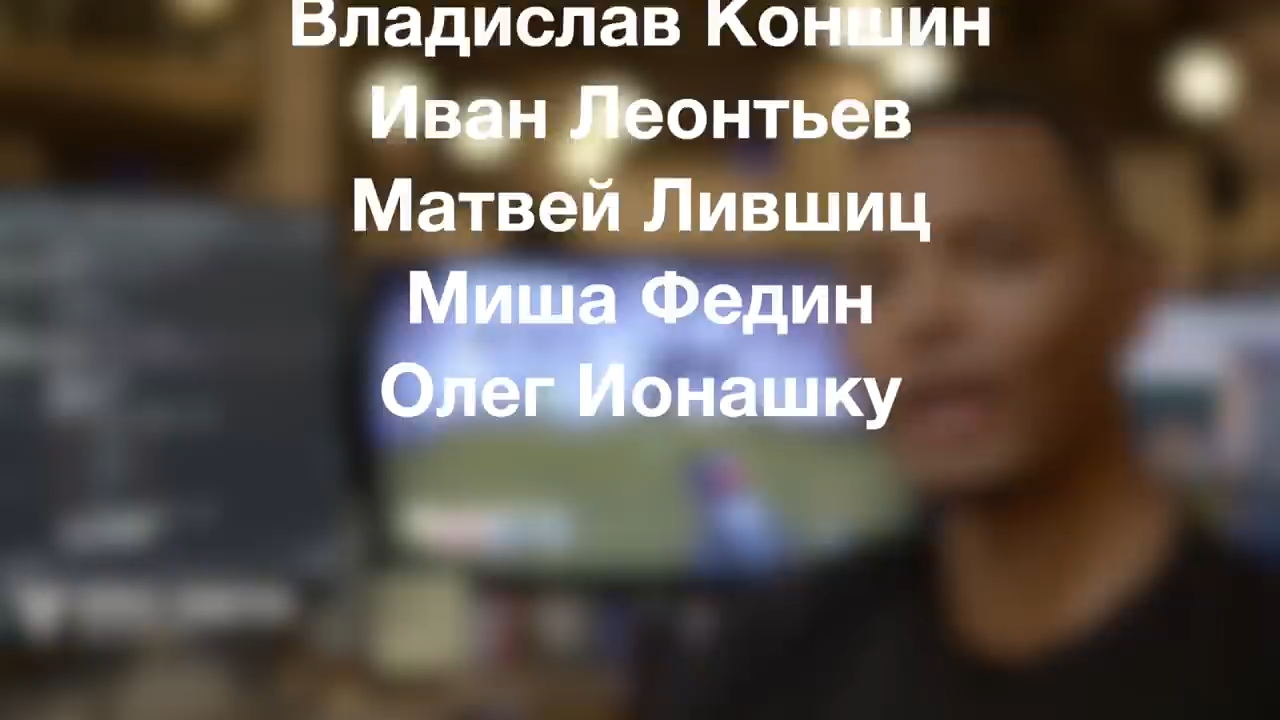 Владислав Коншин
Иван Леонтьев
Матвей Лившиц
Миша Федин
Олег Ионашку